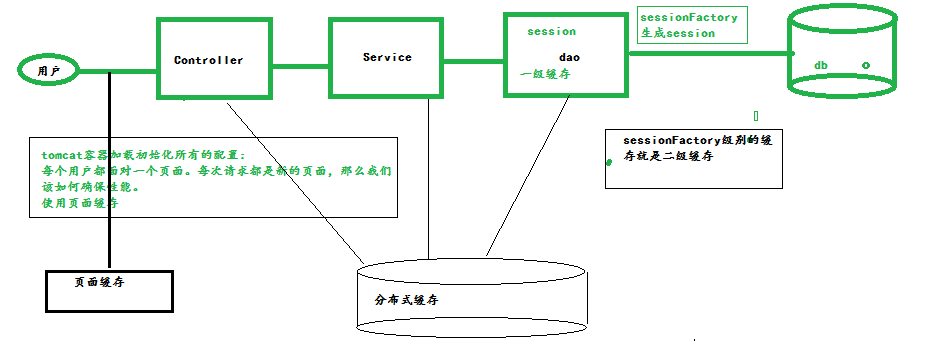 用户
Controller
Service
session
dao
一级缓存
sessionFactory
生成session
db
tomcat容器加载初始化所有的配置:
每个用户都面对一个页面。每次请求都是新的页面, 那么我们
该如何确保性能。
使用页面缓存
sessionFactory级别的缓
存就是二级缓存
页面缓存
分布式缓存